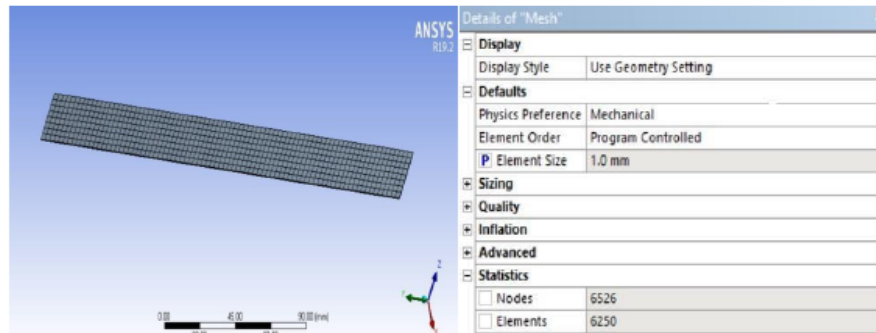 ANSYS
R19.2
0.00 45.00 90.00 (mm)
Details of "Mesh"
Display
Display Style Use Geometry Setting
Defaults
Physics Preference Mechanical
Element Order Program Controlled
P Element Size 1.0 mm
Sizing
Quality
Inflation
Advanced
Statistics
Nodes 6526
Elements 6250